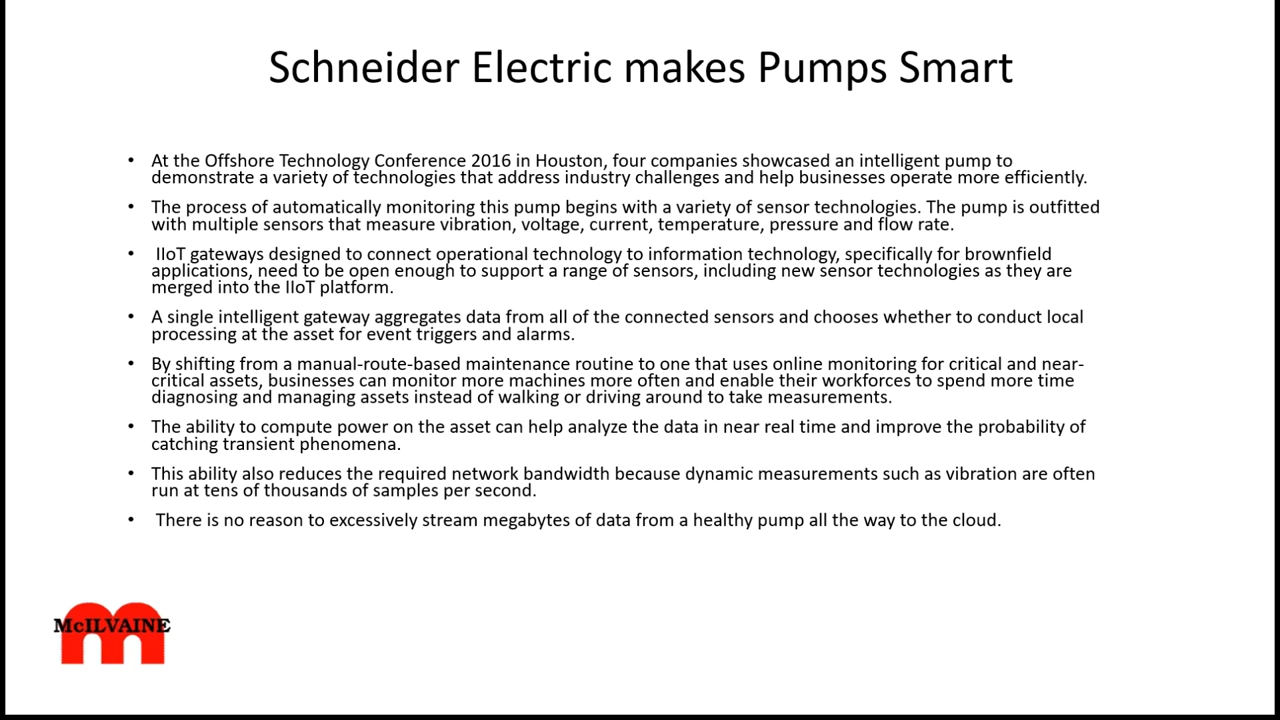 Schneider Electric makes Pumps Smart
• At the Offshore Technology Conference 2016 in Houston, four companies showcased an intelligent pump to
demonstrate a variety of technologies that address industry challenges and help businesses operate more efficiently.
• The process of automatically monitoring this pump begins with a variety of sensor technologies. The pump is outfitted
with multiple sensors that measure vibration, voltage, current, temperature, pressure and flow rate.
• IIoT gateways designed to connect operational technology to information technology, specifically for brownfield
applications, need to be open enough to support a range of sensors, including new sensor technologies as they are
merged into the IIoT platform.
• A single intelligent gateway aggregates data from all of the connected sensors and chooses whether to conduct local
processing at the asset for event triggers and alarms.
• By shifting from a manual-route-based maintenance routine to one that uses online monitoring for critical and near-
critical assets, businesses can monitor more machines more often and enable their workforces to spend more time
diagnosing and managing assets instead of walking or driving around to take measurements.
• The ability to compute power on the asset can help analyze the data in near real time and improve the probability of
catching transient phenomena.
• This ability also reduces the required network bandwidth because dynamic measurements such as vibration are often
run at tens of thousands of samples per second.
• There is no reason to excessively stream megabytes of data from a healthy pump all the way to the cloud.
McILVAINE